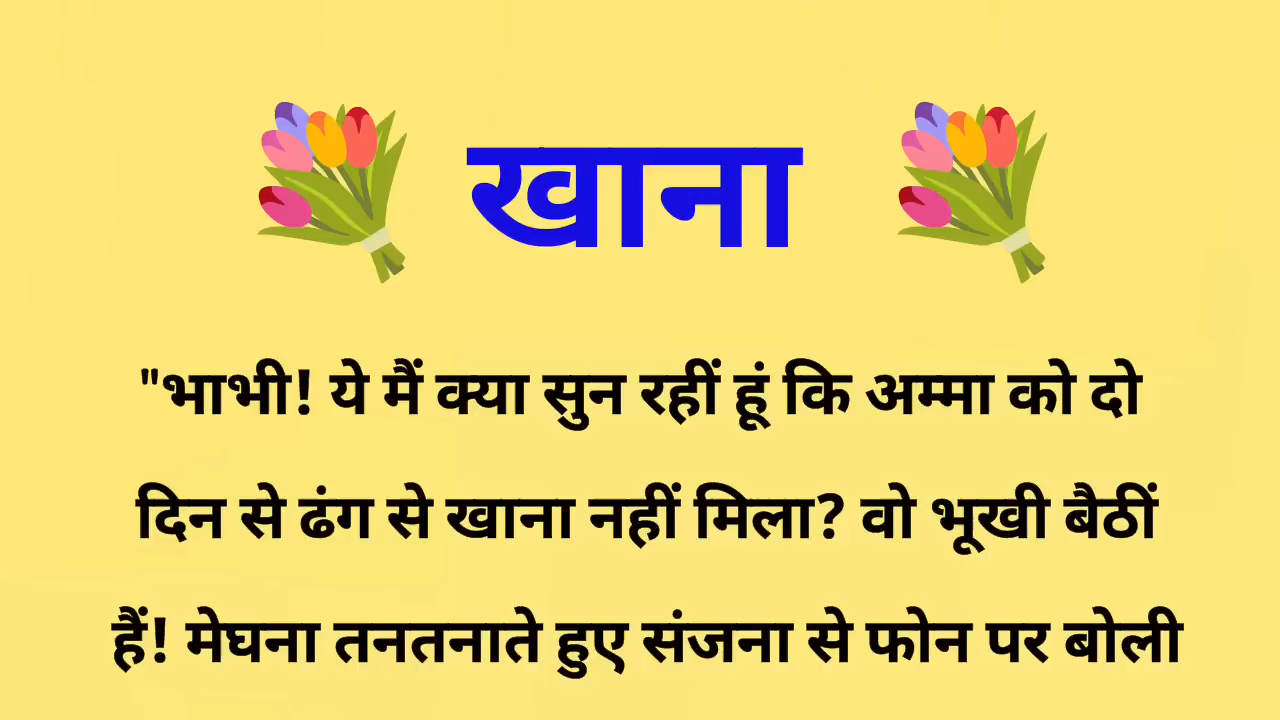 खाना
"भाभी! ये मैं क्या सुन रहीं हूं कि अम्मा को दो
दिन से ढंग से खाना नहीं मिला? वो भूखी बैठीं
हैं! मेघना तनतनाते हुए संजना से फोन पर बोली